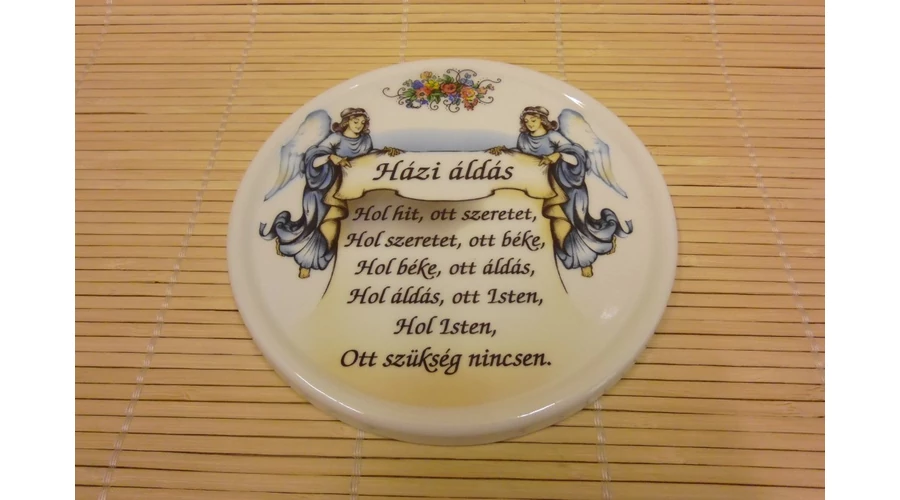 Házi áldás
Hol hit, ott szeretet,
Hol szeretet, ott béke,
Hol béke, ott áldás,
Hol áldás, ott Isten,
Hol Isten,
Ott szükség nincsen.